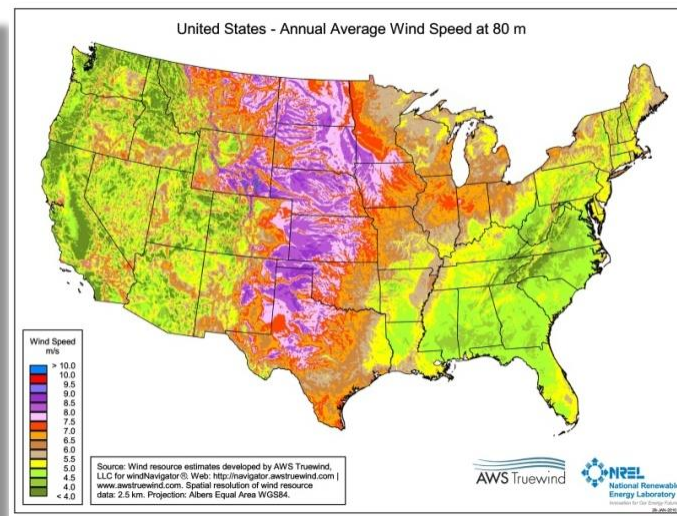 United States - Annual Average Wind Speed at 80 m
Wind Speed
m/s
> 10.0
10.0
9.5
9.0
8.5
8.0
7.5
7.0
6.5
6.0
5.5
5.0
4.5
4.0
< 4.0
Source: Wind resource estimates developed by AWS Truewind,
LLC for windNavigator®. Web: http://navigator.awstruewind.com |
www.awstruewind.com. Spatial resolution of wind resource
data: 2.5 km. Projection: Albers Equal Area WGS84.
AWS Truewind
NREL
National Renewable
Energy Laboratory